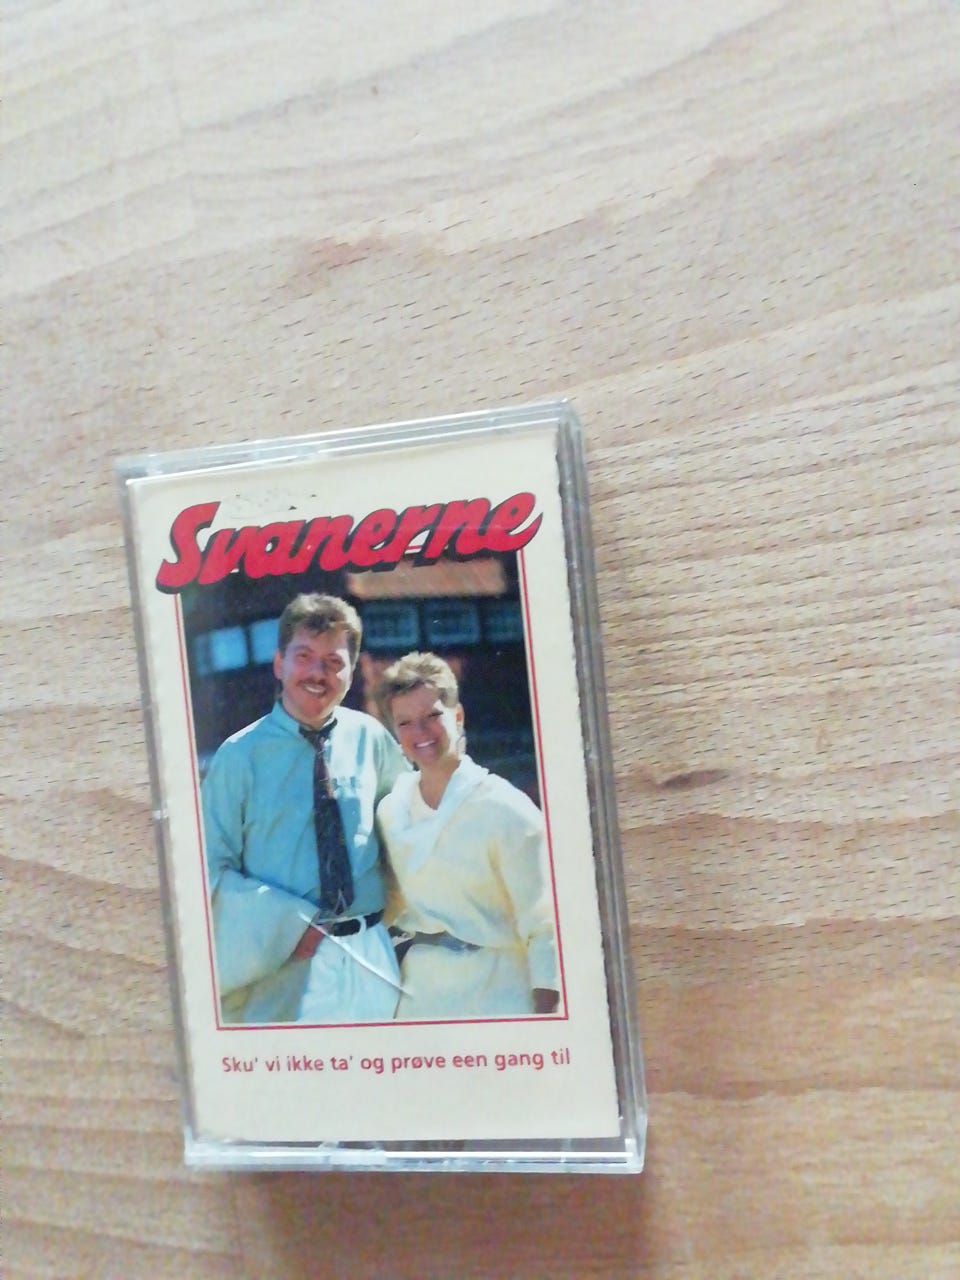 Svanerne
Sku' vi ikke ta' og prøve een gang til